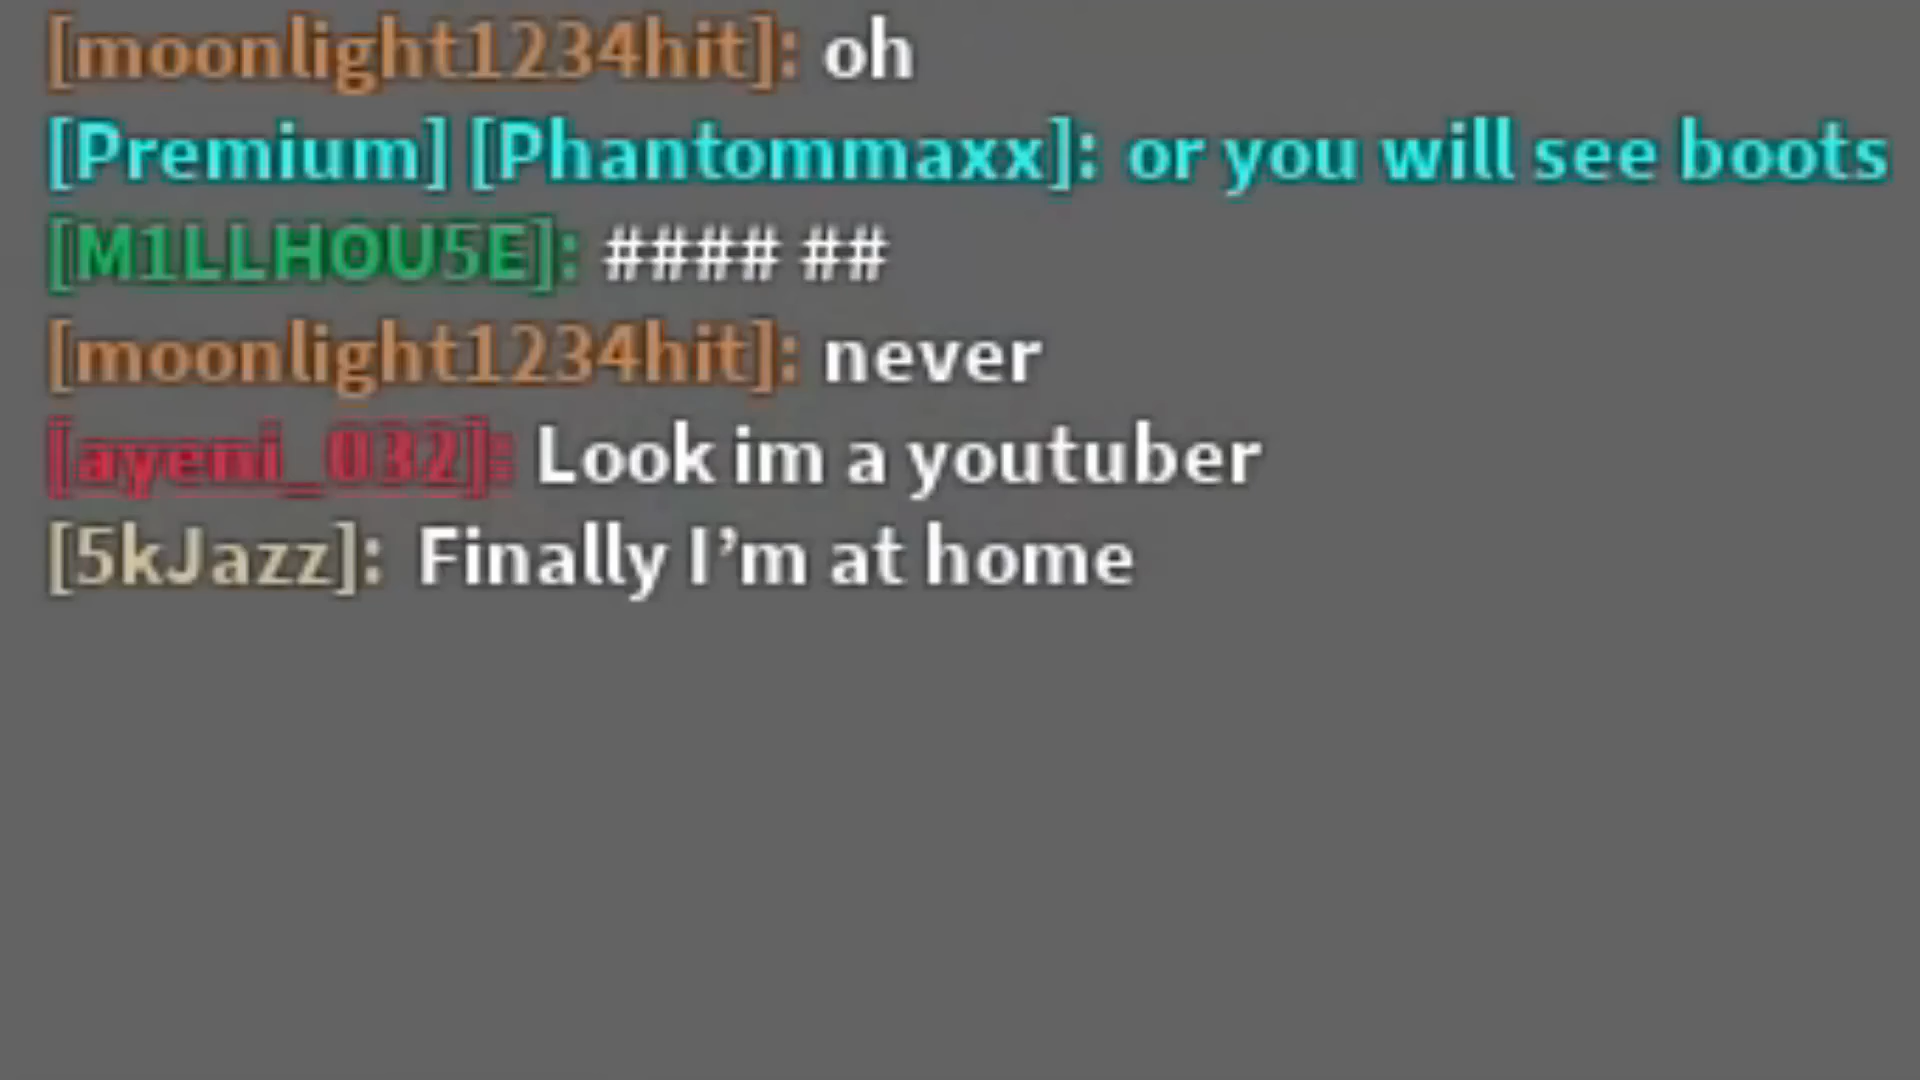 [moonlight1234hit]: oh
[Premium] [Phantommaxx]: or you will see boots
[M1LLHOU5E]: #### ##
[moonlight1234hit]: never
[ayeni_032]: Look im a youtuber
[5kJazz]: Finally I’m at home